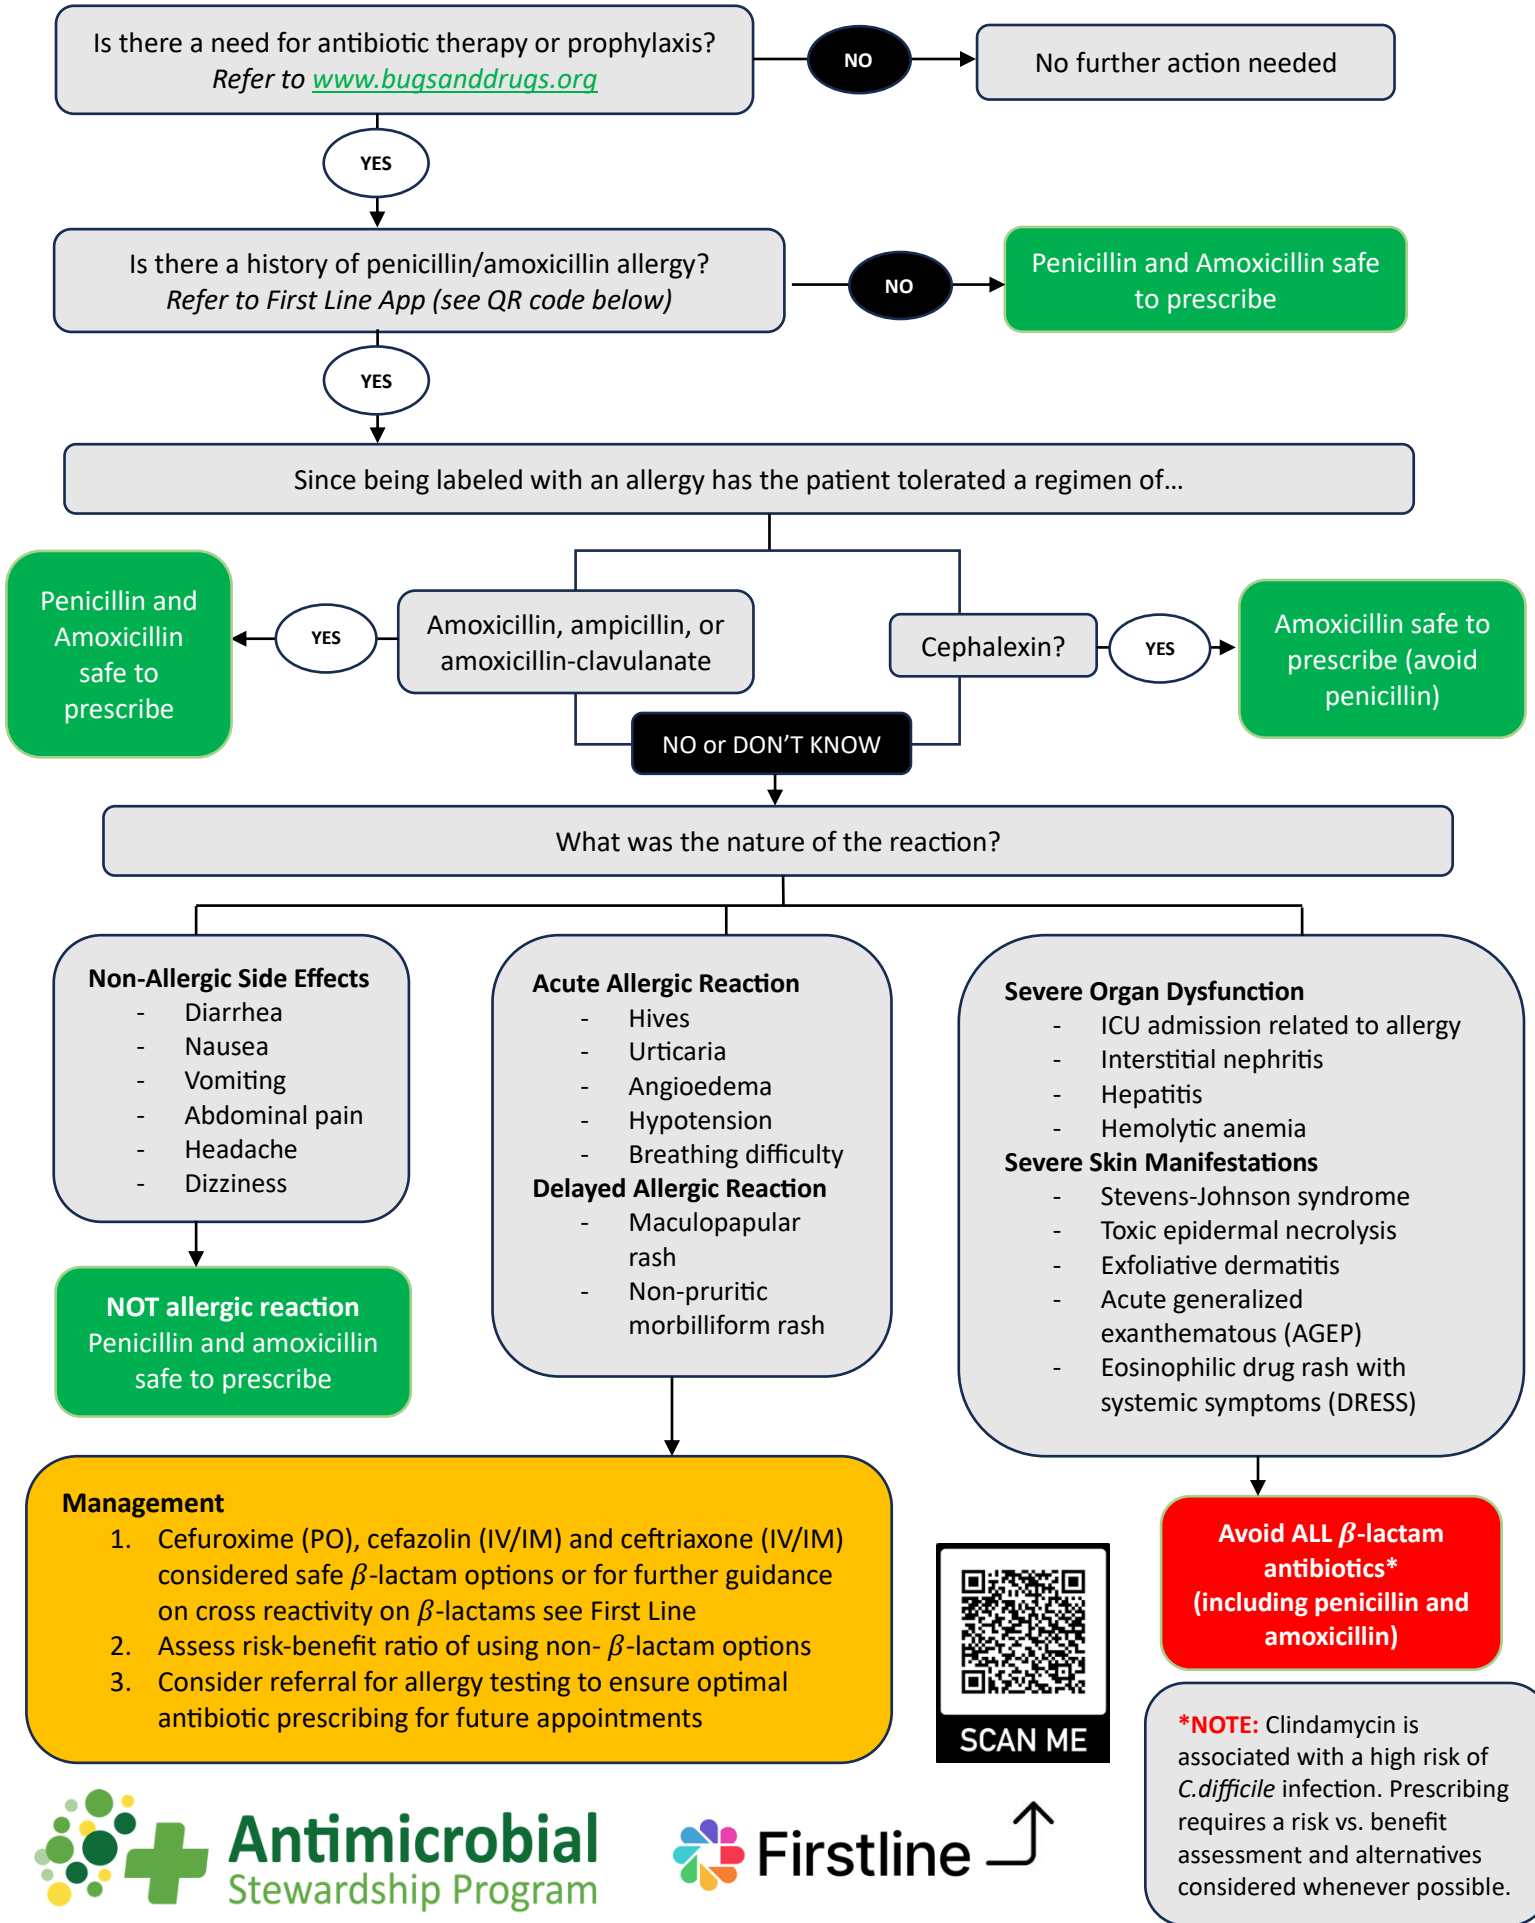 Is there a need for antibiotic therapy or prophylaxis?
Refer to www.bugsanddrugs.org
NO
No further action needed
YES
Is there a history of penicillin/amoxicillin allergy?
Refer to First Line App (see QR code below)
NO
Penicillin and Amoxicillin safe
to prescribe
YES
Since being labeled with an allergy has the patient tolerated a regimen of…
Penicillin and
Amoxicillin
safe to
prescribe
YES
Amoxicillin, ampicillin, or
amoxicillin-clavulanate
Cephalexin?
YES
Amoxicillin safe to
prescribe (avoid
penicillin)
NO or DON'T KNOW
What was the nature of the reaction?
Non-Allergic Side Effects
- Diarrhea
- Nausea
- Vomiting
- Abdominal pain
- Headache
- Dizziness
NOT allergic reaction
Penicillin and amoxicillin
safe to prescribe
Acute Allergic Reaction
- Hives
- Urticaria
- Angioedema
- Hypotension
- Breathing difficulty
Delayed Allergic Reaction
- Maculopapular
rash
- Non-pruritic
morbilliform rash
Severe Organ Dysfunction
- ICU admission related to allergy
- Interstitial nephritis
- Hepatitis
- Hemolytic anemia
Severe Skin Manifestations
- Stevens-Johnson syndrome
- Toxic epidermal necrolysis
- Exfoliative dermatitis
- Acute generalized
exanthematous (AGEP)
- Eosinophilic drug rash with
systemic symptoms (DRESS)
Management
1. Cefuroxime (PO), cefazolin (IV/IM) and ceftriaxone (IV/IM)
considered safe β-lactam options or for further guidance
on cross reactivity on β-lactams see First Line
2. Assess risk-benefit ratio of using non- β-lactam options
3. Consider referral for allergy testing to ensure optimal
antibiotic prescribing for future appointments
SCAN ME
Avoid ALL β-lactam
antibiotics*
(including penicillin and
amoxicillin)
*NOTE: Clindamycin is
associated with a high risk of
C.difficile infection. Prescribing
requires a risk vs. benefit
assessment and alternatives
considered whenever possible.
Antimicrobial
Stewardship Program
Firstline